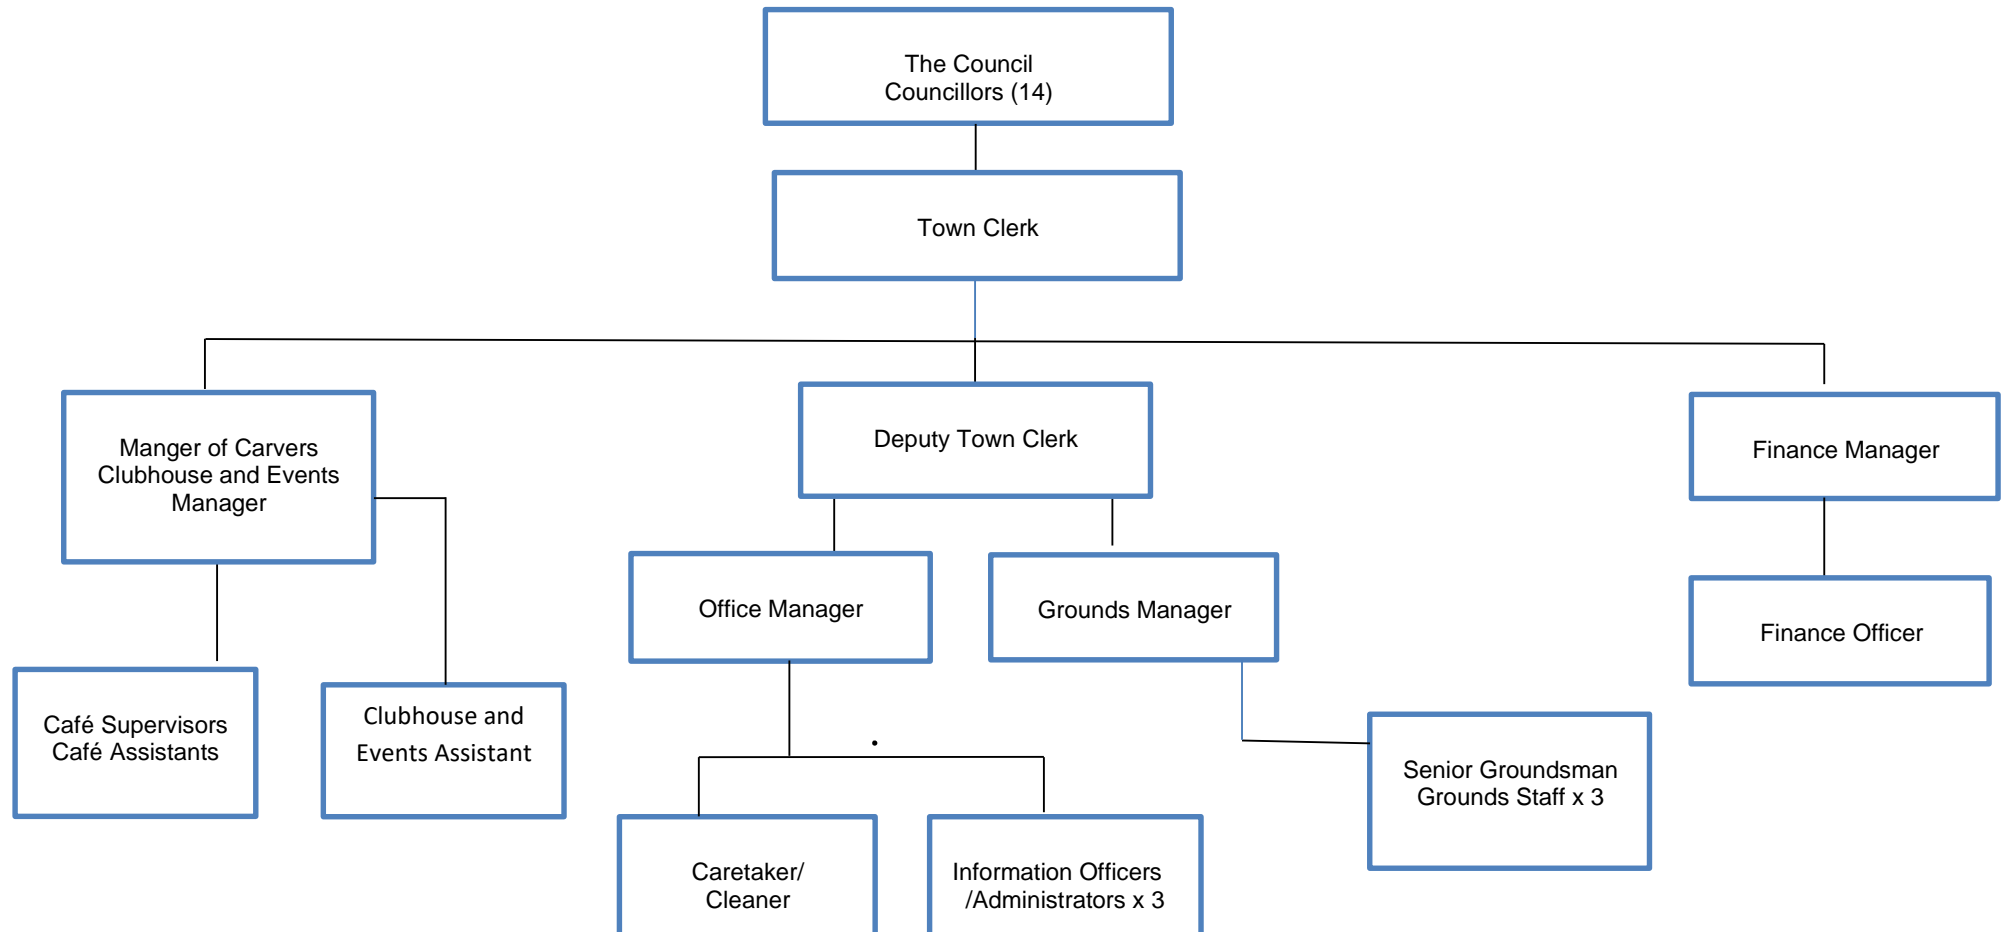 The Council
Councillors (14)
Town Clerk
Manger of Carvers
Clubhouse and Events
Manager
Deputy Town Clerk
Finance Manager
Office Manager
Grounds Manager
Finance Officer
Café Supervisors
Café Assistants
Clubhouse and
Events Assistant
.
Senior Groundsman
Grounds Staff x 3
Caretaker/
Cleaner
Information Officers
/Administrators x 3